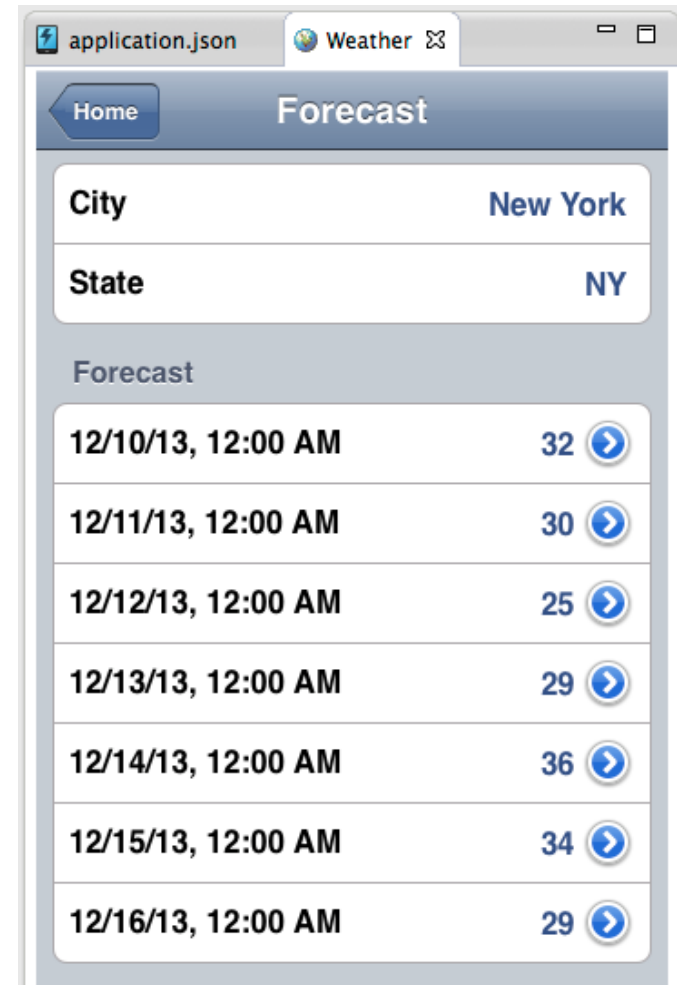 application.json Weather
Home Forecast
City New York
State NY
Forecast
12/10/13, 12:00 AM 32
12/11/13, 12:00 AM 30
12/12/13, 12:00 AM 25
12/13/13, 12:00 AM 29
12/14/13, 12:00 AM 36
12/15/13, 12:00 AM 34
12/16/13, 12:00 AM 29